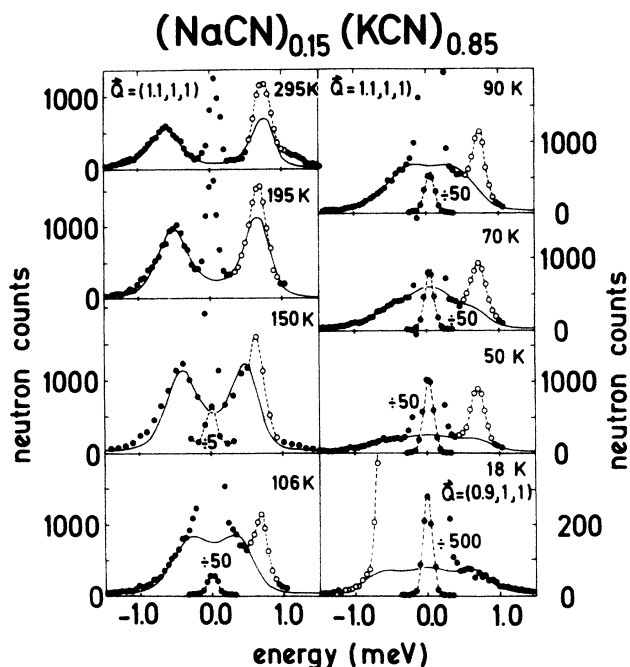 (NaCN)0.15 (KCN)0.85
Q⃗=(1.1,1,1)
295K
1000
0
195K
1000
0
150K
÷5
1000
0
106K
÷50
1000
0
-1.0 0.0 1.0
Q⃗=(1.1,1,1)
90 K
÷50
1000
0
70 K
÷50
1000
0
50 K
÷50
1000
0
18 K
Q⃗=(0.9,1,1)
÷500
200
0
-1.0 0.0 1.0
neutron counts
neutron counts
energy (meV)